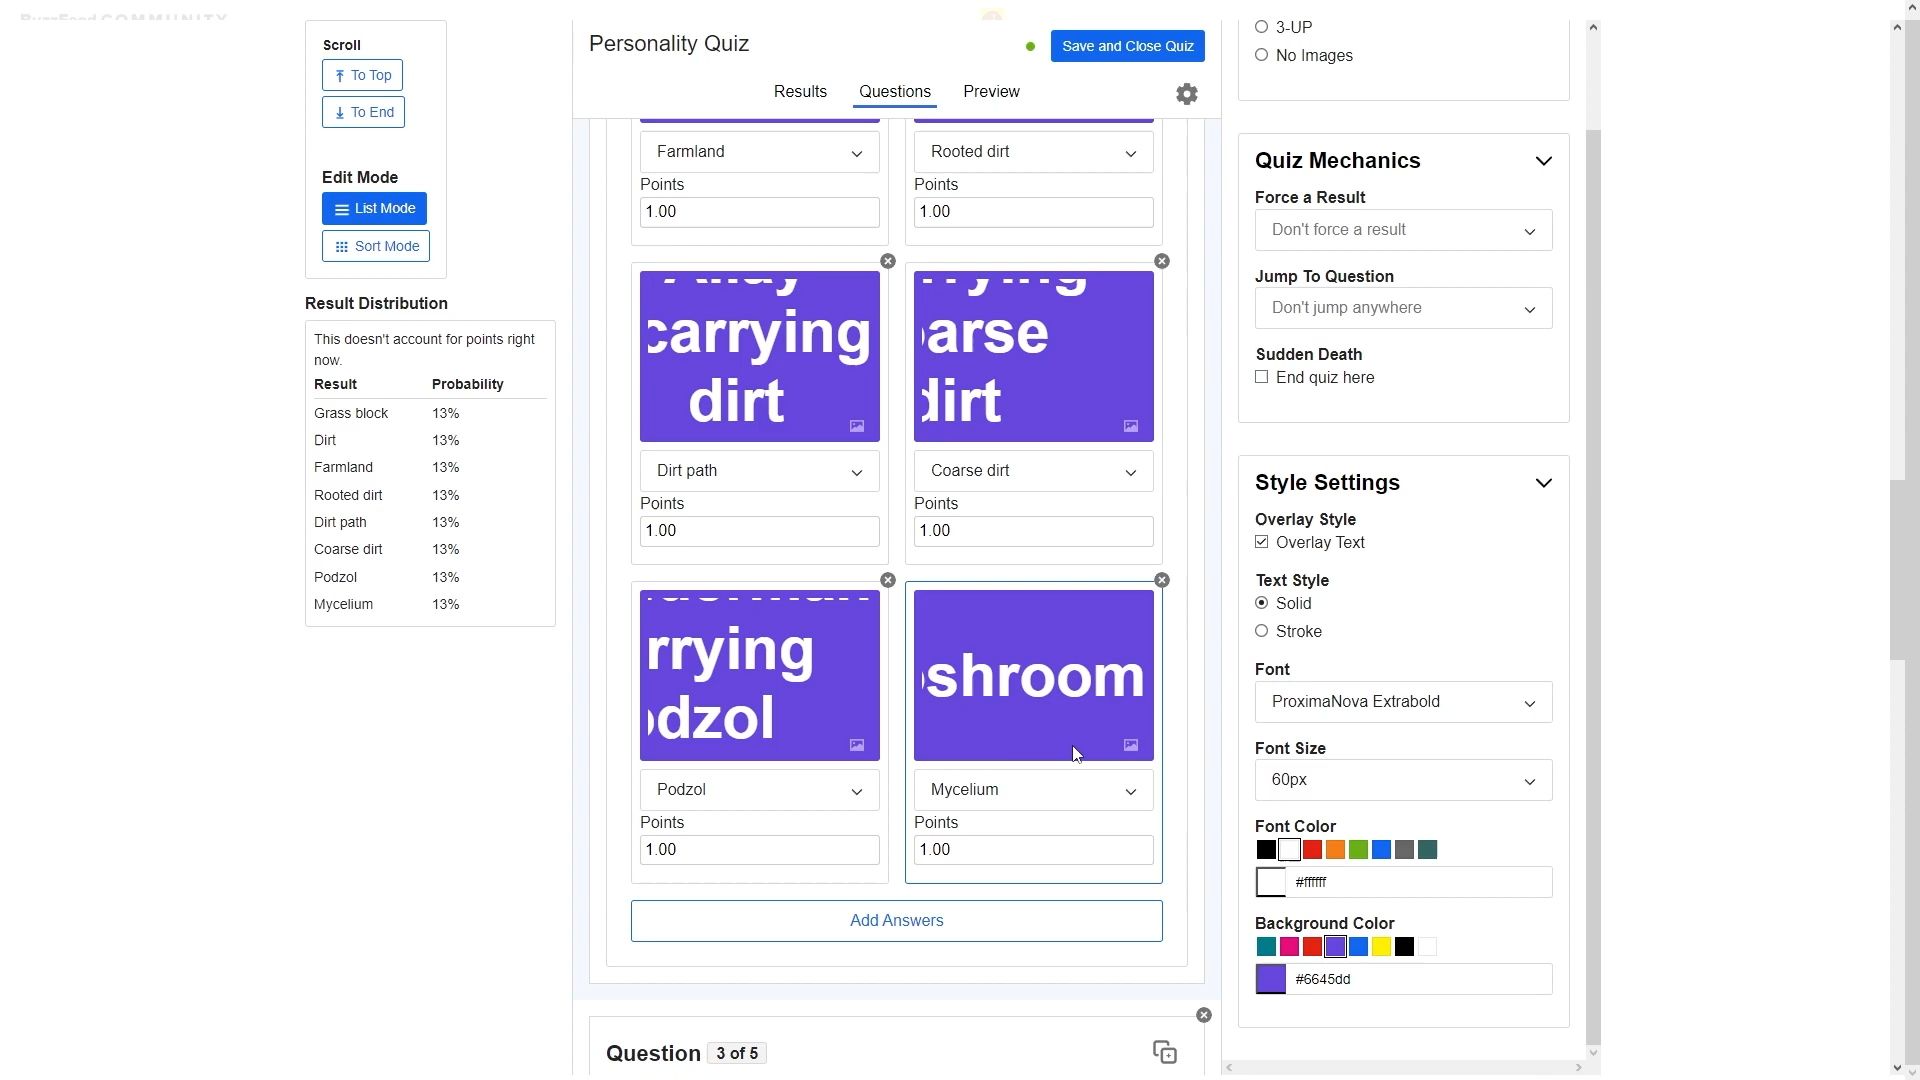 Scroll
To Top
To End
Edit Mode
List Mode
Sort Mode
Result Distribution
This doesn't account for points right
now.
Result Probability
Grass block 13%
Dirt 13%
Farmland 13%
Rooted dirt 13%
Dirt path 13%
Coarse dirt 13%
Podzol 13%
Mycelium 13%
Personality Quiz
Save and Close Quiz
Results Questions Preview
Farmland
Points
1.00
Rooted dirt
Points
1.00
carrying
dirt
Dirt path
Points
1.00
arse
dirt
Coarse dirt
Points
1.00
rrying
odzol
Podzol
Points
1.00
oshroom
Mycelium
Points
1.00
Add Answers
Question 3 of 5
3-UP
No Images
Quiz Mechanics
Force a Result
Don't force a result
Jump To Question
Don't jump anywhere
Sudden Death
End quiz here
Style Settings
Overlay Style
Overlay Text
Text Style
Solid
Stroke
Font
ProximaNova Extrabold
Font Size
60px
Font Color
#ffffff
Background Color
#6645dd